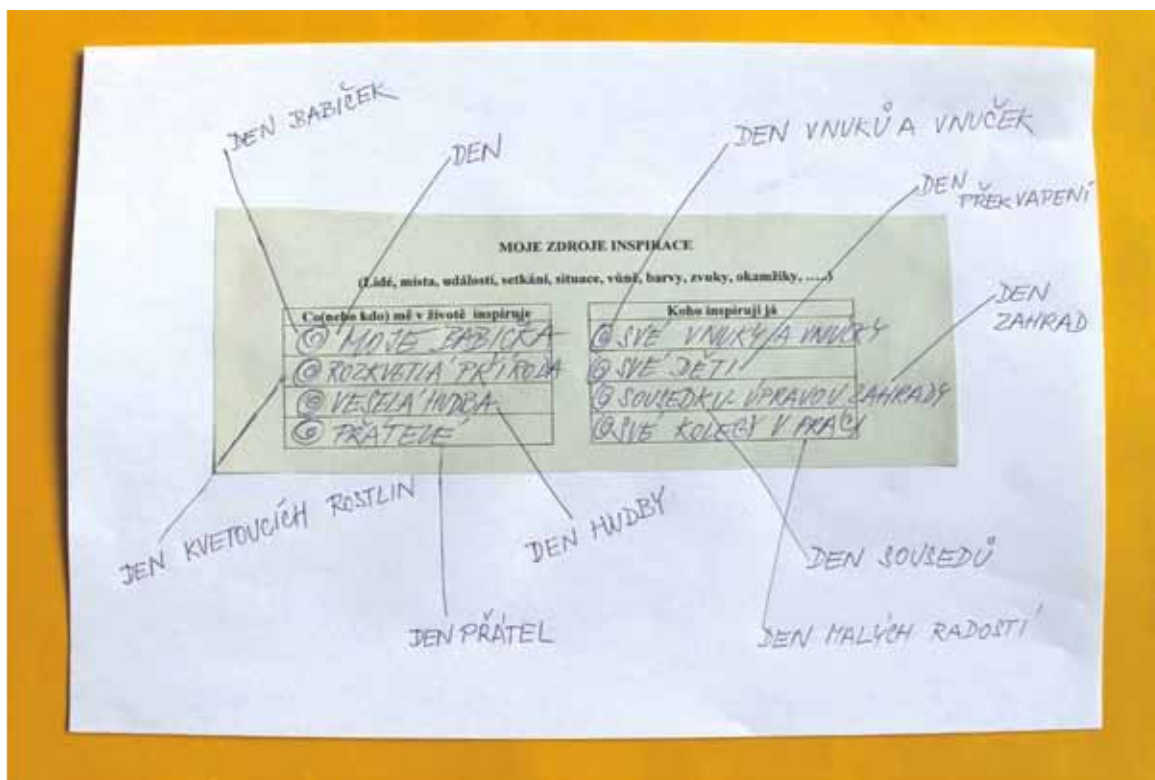 DEN BABIČEK
DEN
DEN VNUKŮ A VNUČEK
DEN
PŘEKVAPENÍ
MOJE ZDROJE INSPIRACE
(Lidé, místa, události, setkání, situace, vůně, barvy, zvuky, okamžiky, .....)
DEN
ZAHRAD
Co(nebo kdo) mě v životě inspiruje
MOJE BABIČKA
ROZKVETLÁ PŘÍRODA
VESELÁ HUDBA
PŘÁTELÉ
Koho inspiruji já
SVÉ VNUKY A VNUČKY
SVÉ DĚTI
SOUSEDKU - ÚPRAVOU ZAHRADY
SVÉ KOLEGY V PRÁCI
DEN KVETOUCÍCH ROSTLIN
DEN HUDBY
DEN SOUSEDŮ
DEN PŘÁTEL
DEN MALÝCH RADOSTÍ